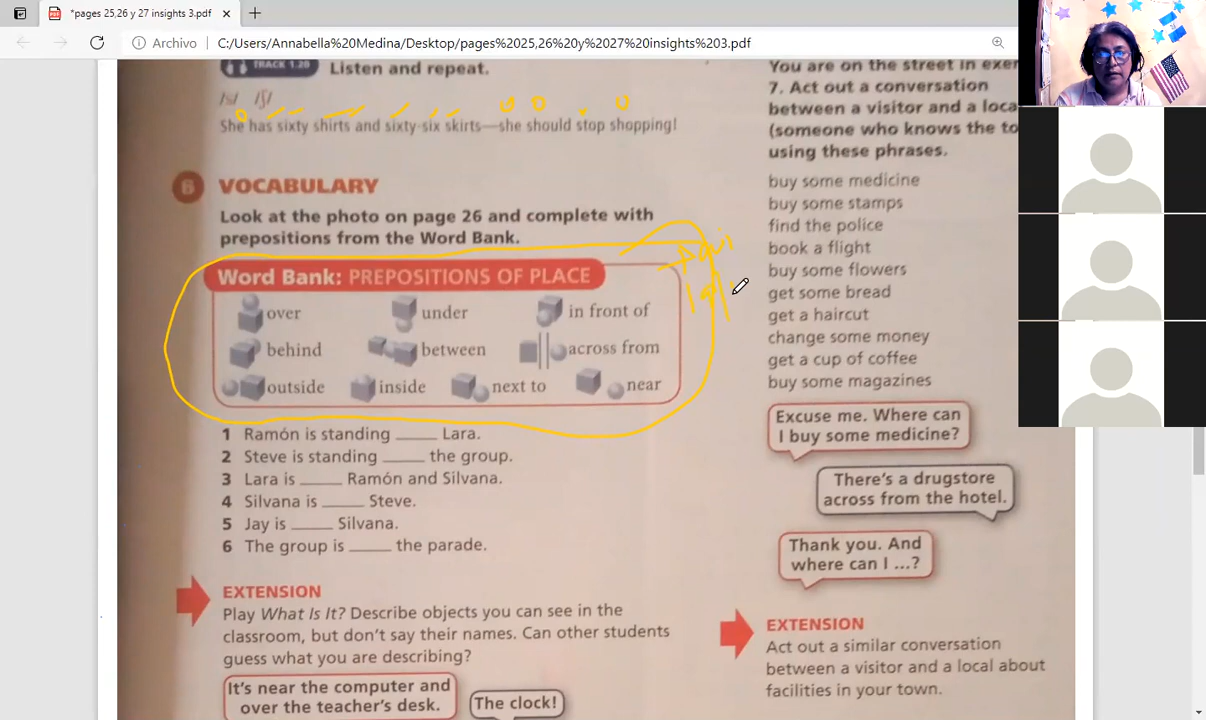 *pages 25,26 y 27 insights 3.pdf
Archivo
C:/Users/Annabella%20Medina/Desktop/pages%2025,26%20y%2027%20insights%203.pdf
TRACK 1.20
Listen and repeat.
/s/ /ʃ/
She has sixty shirts and sixty-six skirts—she should stop shopping!
6 VOCABULARY
Look at the photo on page 26 and complete with
prepositions from the Word Bank.
Word Bank: PREPOSITIONS OF PLACE
over under in front of
behind between across from
outside inside next to near
1 Ramón is standing ____ Lara.
2 Steve is standing ____ the group.
3 Lara is ____ Ramón and Silvana.
4 Silvana is ____ Steve.
5 Jay is ____ Silvana.
6 The group is ____ the parade.
EXTENSION
Play What Is It? Describe objects you can see in the
classroom, but don't say their names. Can other students
guess what you are describing?
It's near the computer and
over the teacher's desk.
The clock!
You are on the street in exer
7. Act out a conversation
between a visitor and a loca
(someone who knows the to
using these phrases.
buy some medicine
buy some stamps
find the police
book a flight
buy some flowers
get some bread
get a haircut
change some money
get a cup of coffee
buy some magazines
Excuse me. Where can
I buy some medicine?
There's a drugstore
across from the hotel.
Thank you. And
where can I ...?
EXTENSION
Act out a similar conversation
between a visitor and a local about
facilities in your town.